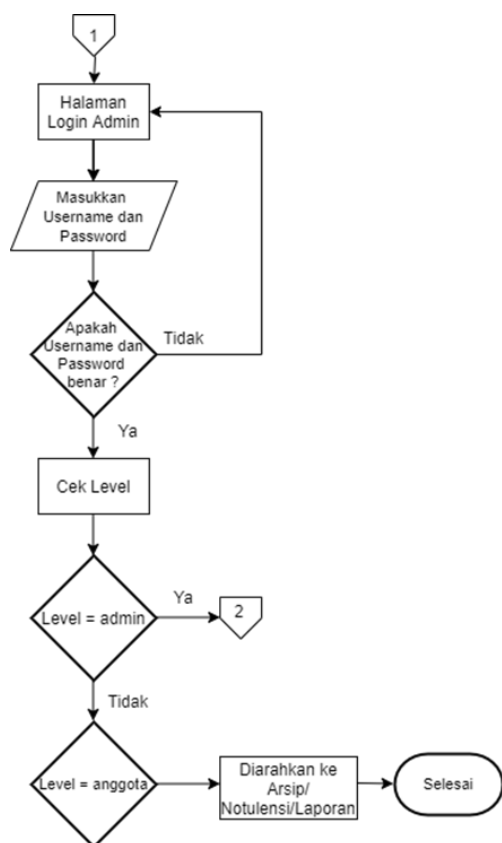 1
Halaman
Login Admin
Masukkan
Username dan
Password
Apakah
Username dan
Password
benar ?
Tidak
Ya
Cek Level
Level = admin
Ya
2
Tidak
Level = anggota
Diarahkan ke
Arsip/
Notulensi/Laporan
Selesai